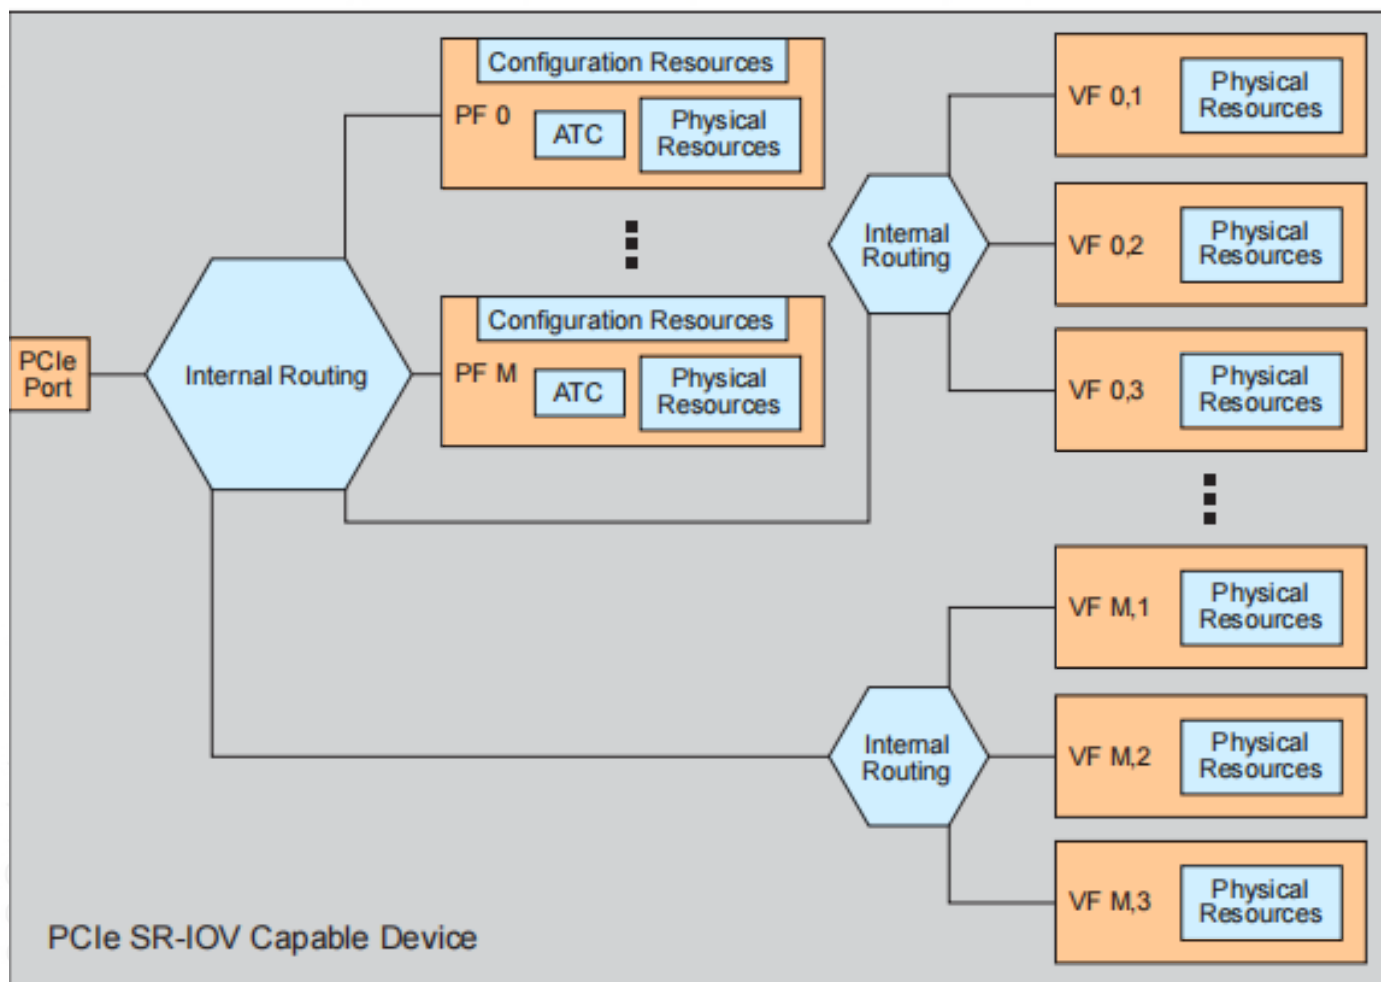 Configuration Resources
PF 0
ATC
Physical
Resources
Configuration Resources
PF M
ATC
Physical
Resources
PCIe
Port
Internal Routing
Internal
Routing
VF 0,1
Physical
Resources
VF 0,2
Physical
Resources
VF 0,3
Physical
Resources
Internal
Routing
VF M,1
Physical
Resources
VF M,2
Physical
Resources
VF M,3
Physical
Resources
PCIe SR-IOV Capable Device